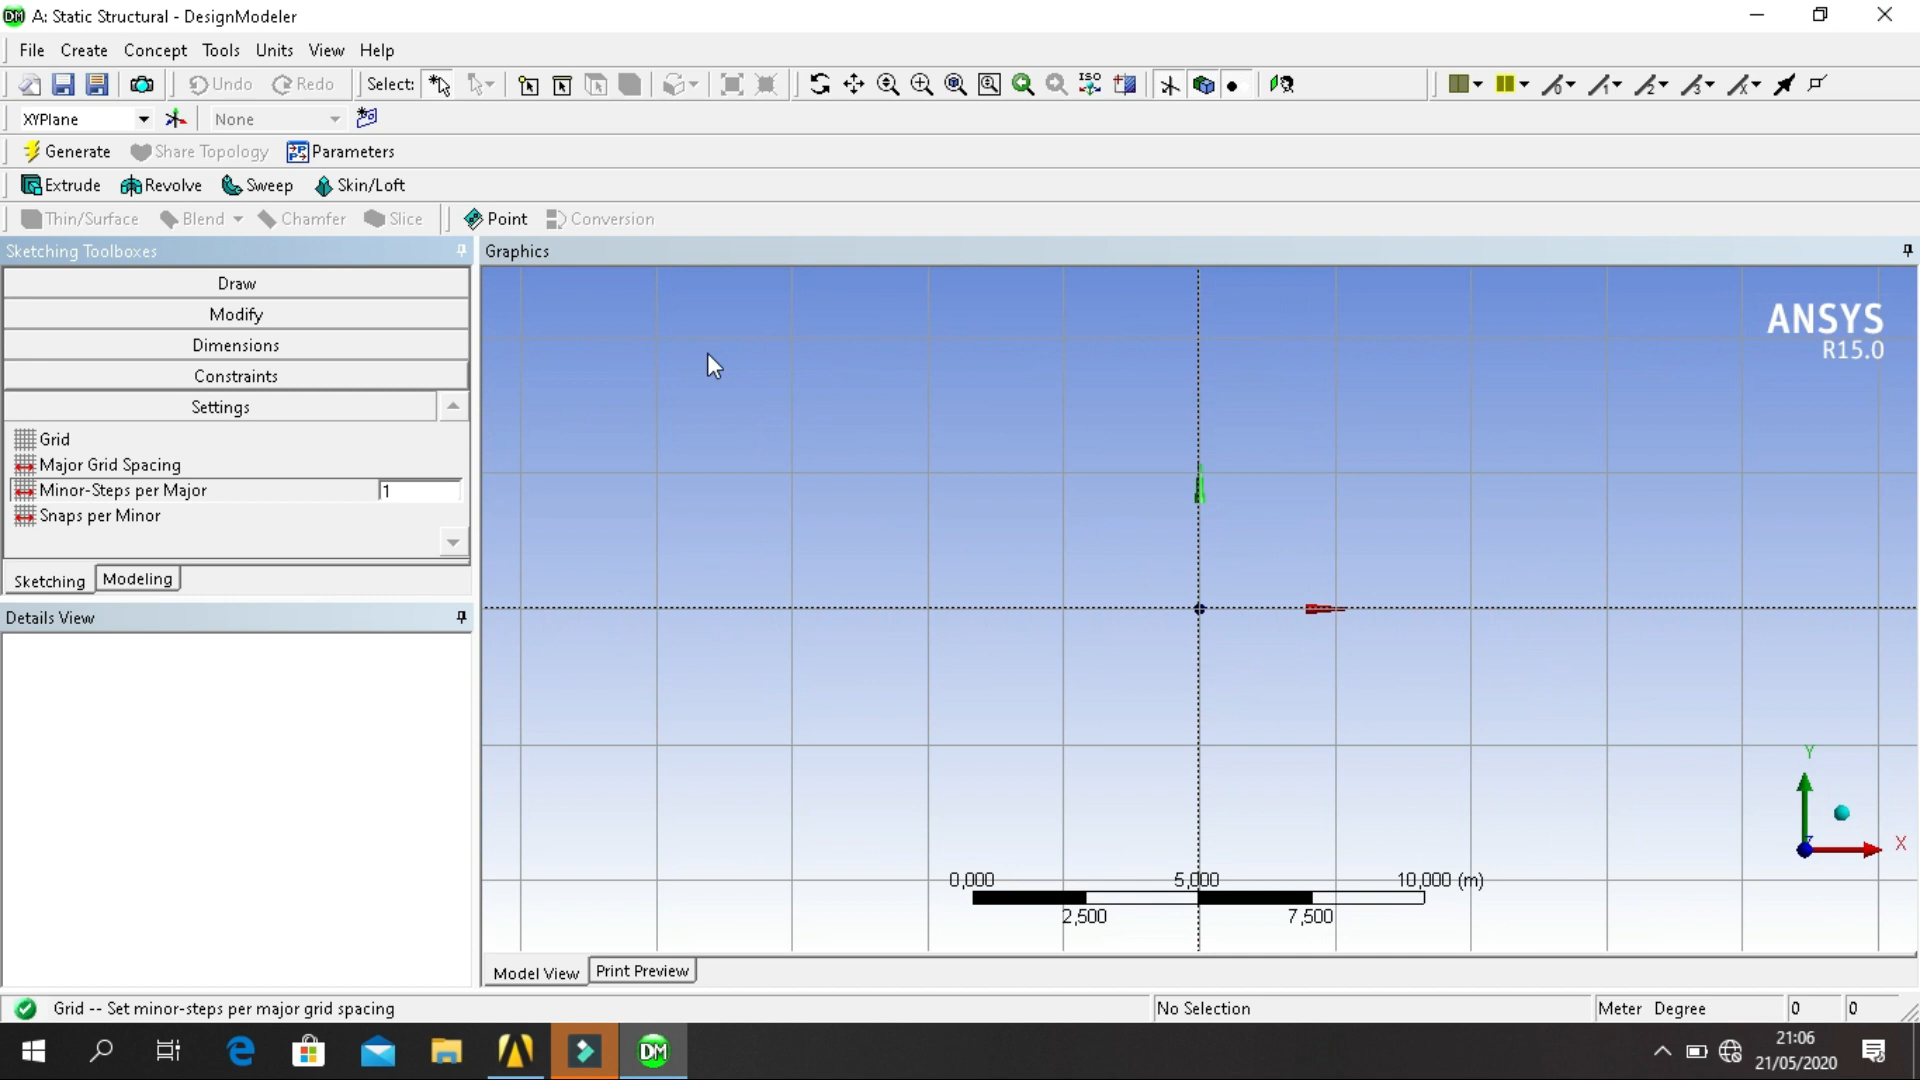 A: Static Structural - DesignModeler
File Create Concept Tools Units View Help
Undo Redo Select: ISO
XYPlane None
Generate Share Topology Parameters
Extrude Revolve Sweep Skin/Loft
Thin/Surface Blend Chamfer Slice Point Conversion
Sketching Toolboxes
Graphics
Draw
Modify
Dimensions
Constraints
Settings
Grid
Major Grid Spacing
Minor-Steps per Major 1
Snaps per Minor
Sketching Modeling
Details View
ANSYS
R15.0
Y
X
0,000 5,000 10,000 (m)
2,500 7,500
Model View Print Preview
Grid -- Set minor-steps per major grid spacing No Selection Meter Degree 0 0
DM
21:06
21/05/2020